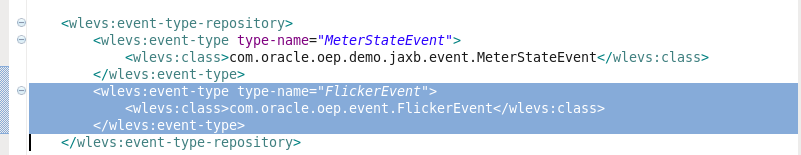 <wlevs:event-type-repository>
<wlevs:event-type type-name="MeterStateEvent">
<wlevs:class>com.oracle.oep.demo.jaxb.event.MeterStateEvent</wlevs:class>
</wlevs:event-type>
<wlevs:event-type type-name="FlickerEvent">
<wlevs:class>com.oracle.oep.event.FlickerEvent</wlevs:class>
</wlevs:event-type>
</wlevs:event-type-repository>